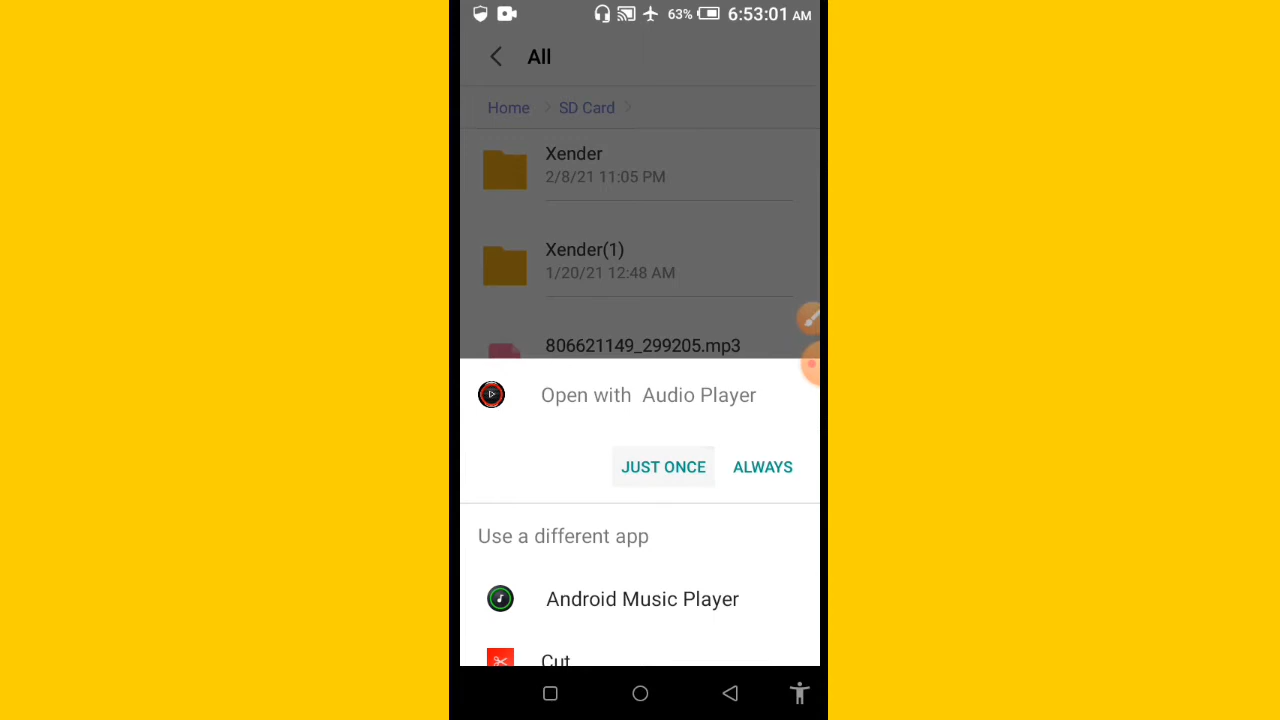 63% 6:53:01 AM
All
Home SD Card
Xender
2/8/21 11:05 PM
Xender(1)
1/20/21 12:48 AM
806621149_299205.mp3
Open with Audio Player
JUST ONCE ALWAYS
Use a different app
Android Music Player
Cut